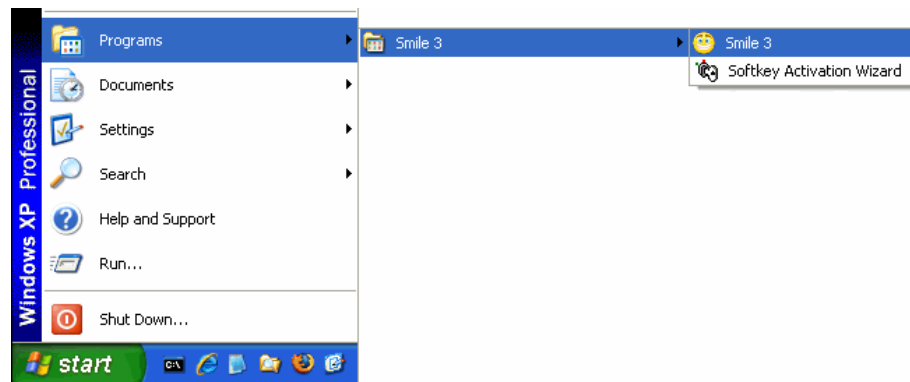 Windows XP Professional
Programs
Documents
Settings
Search
Help and Support
Run...
Shut Down...
start
C:\
Smile 3
Smile 3
Softkey Activation Wizard